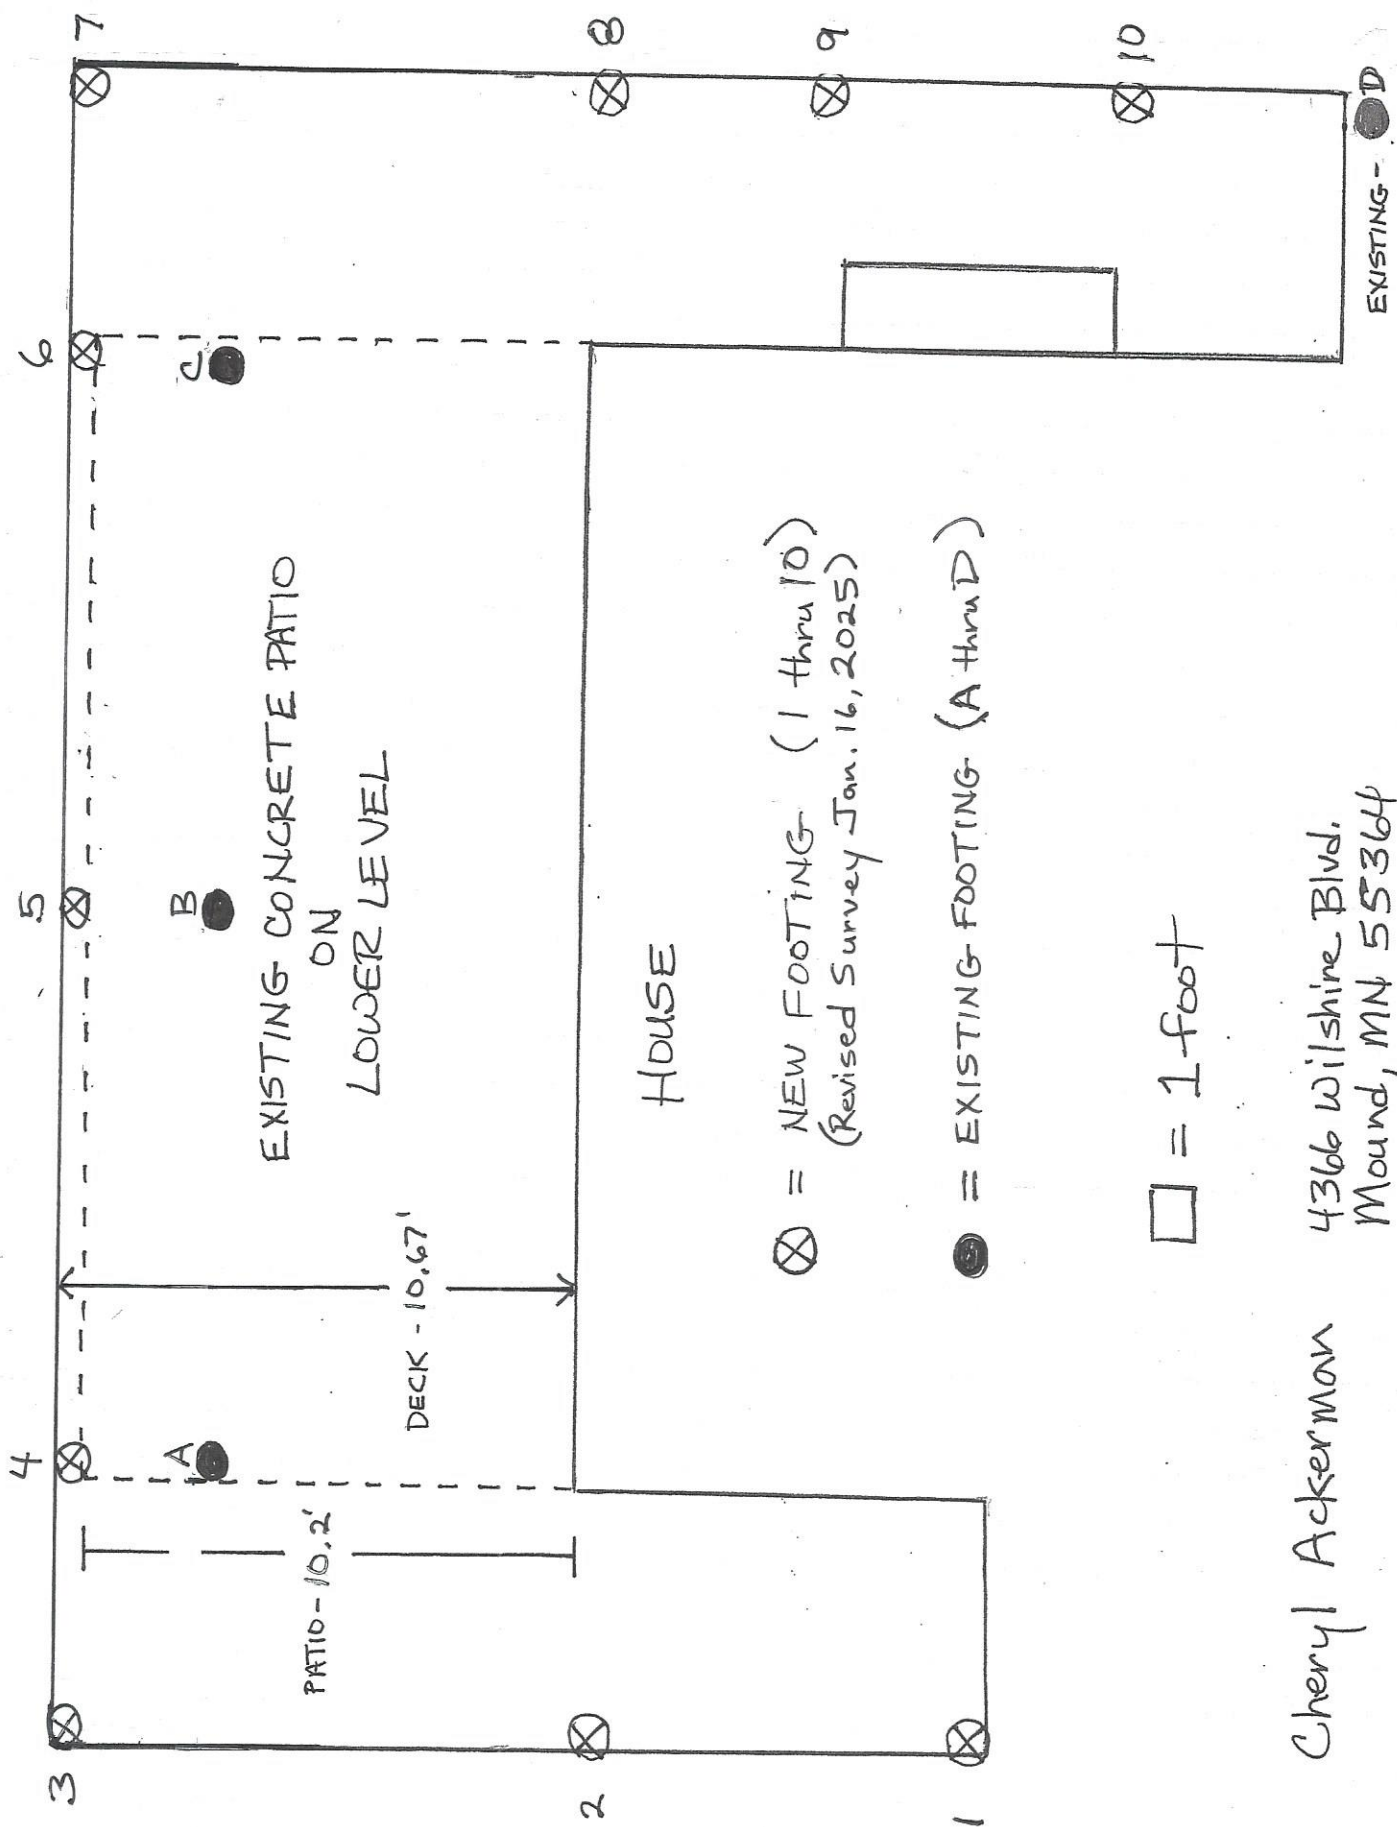 3
4
5
6
7
2
1
8
9
10
A
B
C
EXISTING - D
PATIO - 10.2'
DECK - 10.67'
EXISTING CONCRETE PATIO
ON
LOWER LEVEL
HOUSE
= NEW FOOTING (1 thru 10)
(Revised Survey Jan. 16, 2025)
= EXISTING FOOTING (A thru D)
= 1 foot
Cheryl Ackerman 4366 Wilshire Blvd.
Mound, MN 55364